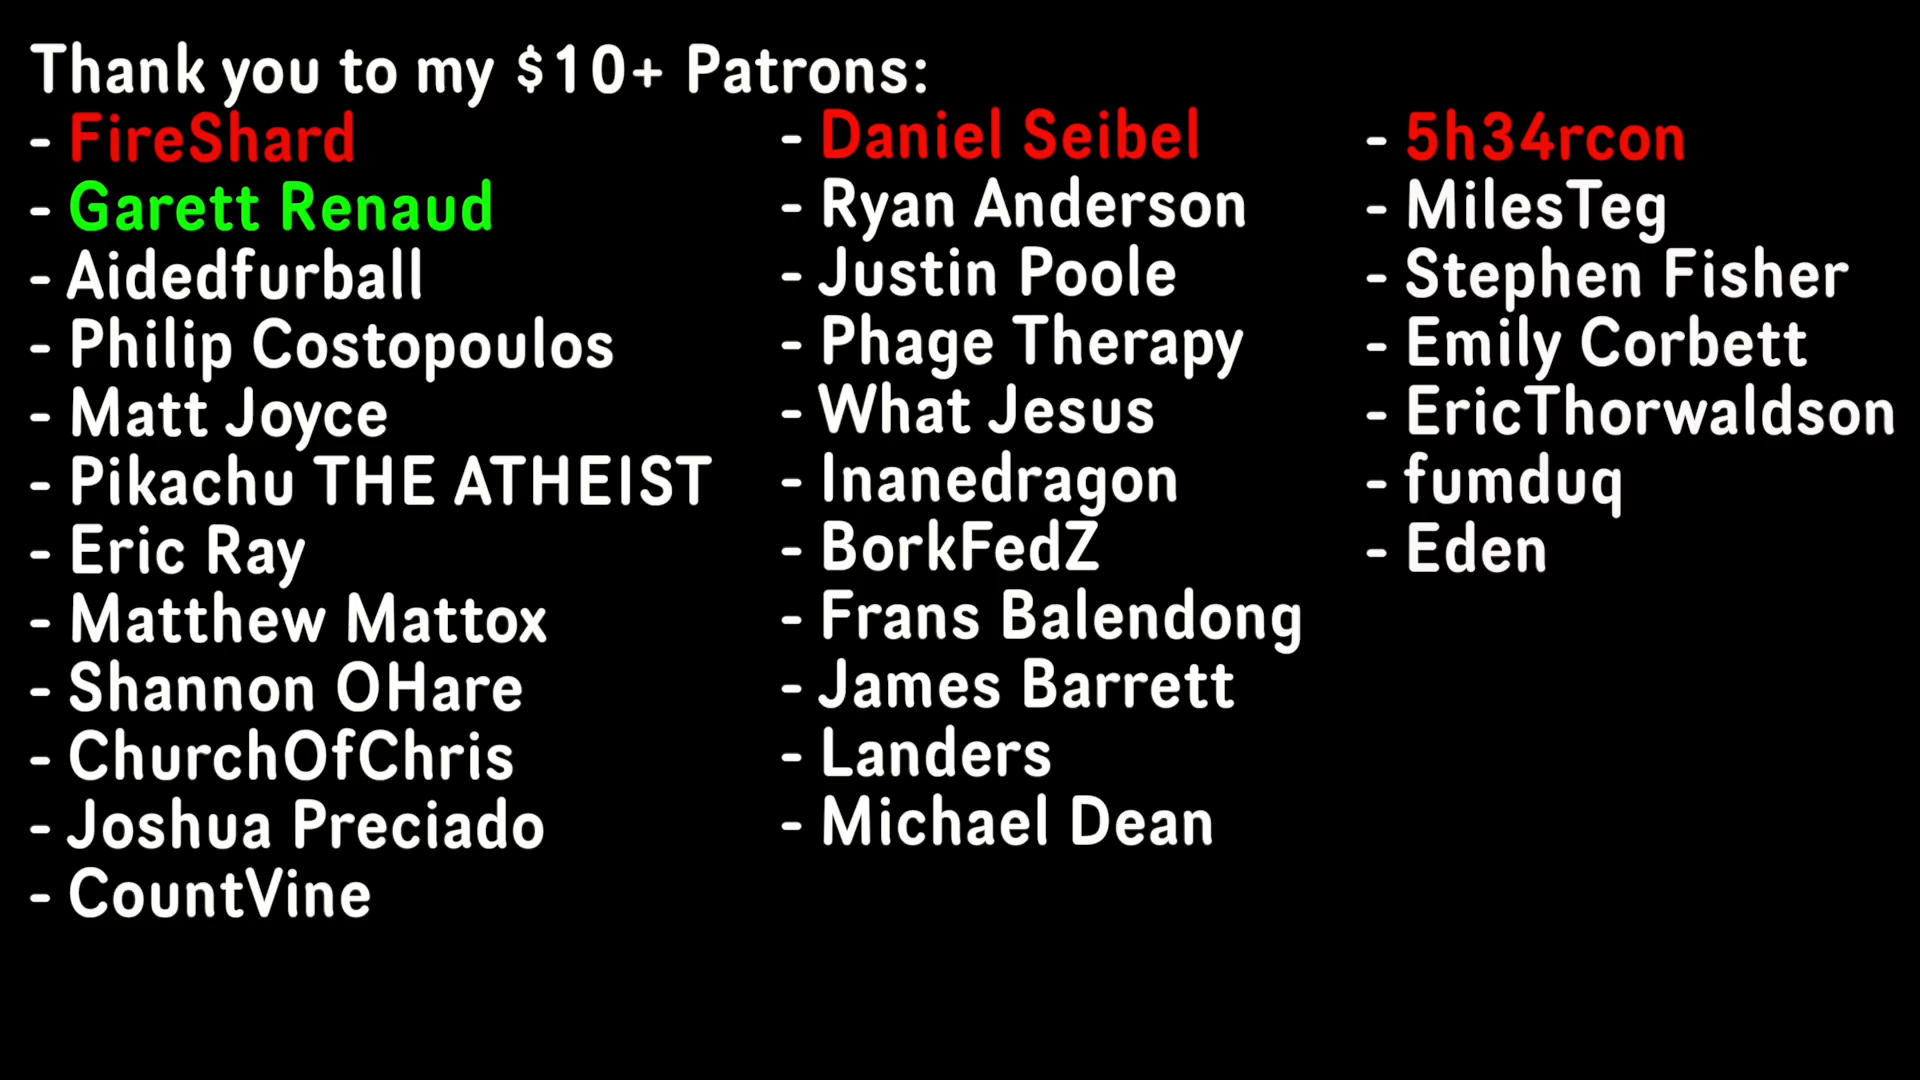 Thank you to my $10+ Patrons:
- FireShard
- Garett Renaud
- Aidedfurball
- Philip Costopoulos
- Matt Joyce
- Pikachu THE ATHEIST
- Eric Ray
- Matthew Mattox
- Shannon OHare
- ChurchOfChris
- Joshua Preciado
- CountVine
- Daniel Seibel
- Ryan Anderson
- Justin Poole
- Phage Therapy
- What Jesus
- Inanedragon
- BorkFedZ
- Frans Balendong
- James Barrett
- Landers
- Michael Dean
- 5h34rcon
- MilesTeg
- Stephen Fisher
- Emily Corbett
- EricThorwaldson
- fumduq
- Eden